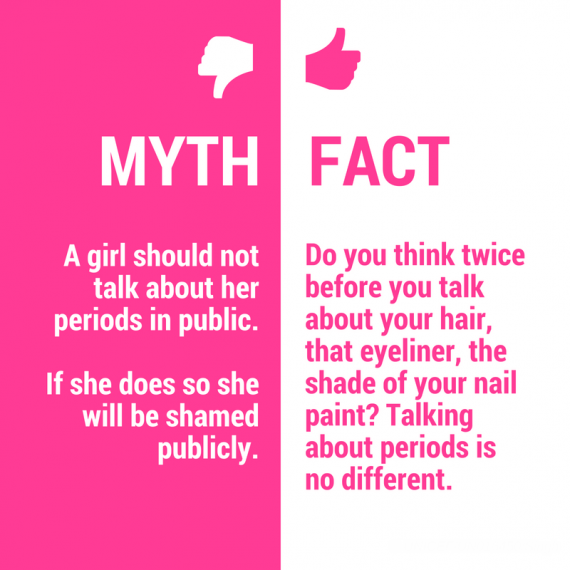 MYTH
A girl should not
talk about her
periods in public.
If she does so she
will be shamed
publicly.
FACT
Do you think twice
before you talk
about your hair,
that eyeliner, the
shade of your nail
paint? Talking
about periods is
no different.